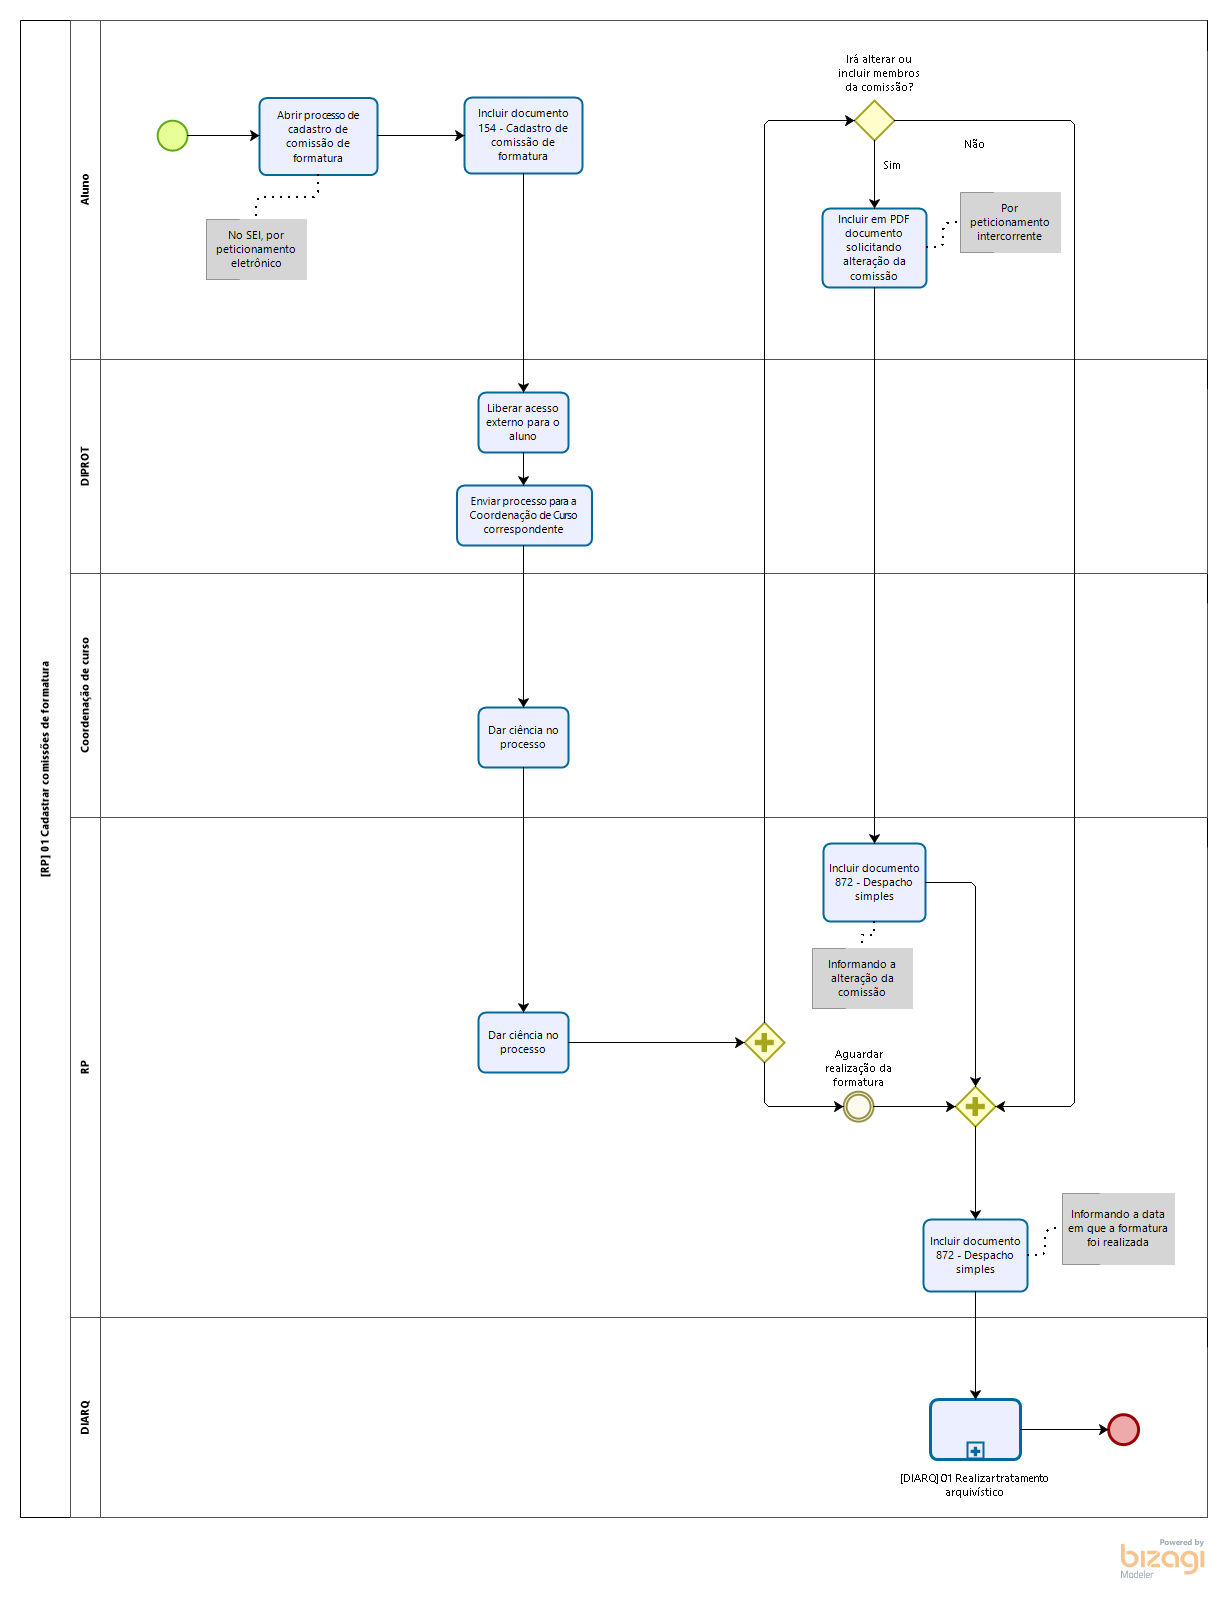 [RP] 01 Cadastrar comissões de formatura
Aluno
Abrir processo de
cadastro de
comissão de
formatura
No SEI, por
peticionamento
eletrônico
Incluir documento
154 - Cadastro de
comissão de
formatura
Irá alterar ou
incluir membros
da comissão?
Não
Sim
Incluir em PDF
documento
solicitando
alteração da
comissão
Por
peticionamento
intercorrente
DIPROT
Liberar acesso
externo para o
aluno
Enviar processo para a
Coordenação de Curso
correspondente
Coordenação de curso
Dar ciência no
processo
RP
Incluir documento
872 - Despacho
simples
Informando a
alteração da
comissão
Dar ciência no
processo
Aguardar
realização da
formatura
Incluir documento
872 - Despacho
simples
Informando a data
em que a formatura
foi realizada
DIARQ
[DIARQ] 01 Realizar tratamento
arquivístico
Powered by
bizagi
Modeler